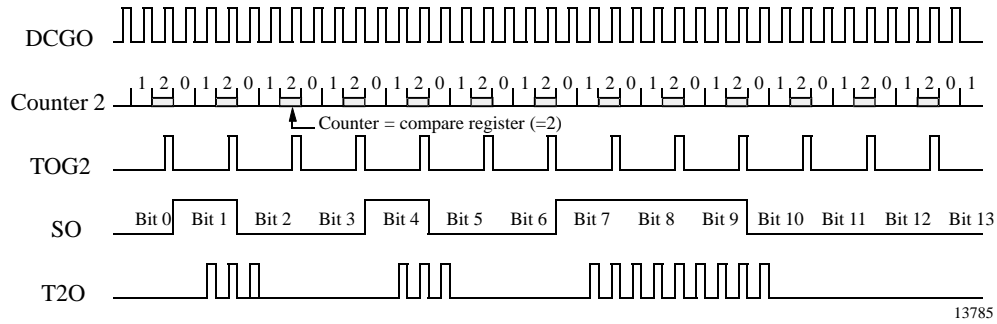 DCGO
1 2 0 1 2 0 1 2 0 1 2 0 1 2 0 1 2 0 1 2 0 1 2 0 1 2 0 1 2 0 1 2 0 1 2 0 1 2 0 1
Counter 2
Counter = compare register (=2)
TOG2
SO
Bit 0 Bit 1 Bit 2 Bit 3 Bit 4 Bit 5 Bit 6 Bit 7 Bit 8 Bit 9 Bit 10 Bit 11 Bit 12 Bit 13
T2O
13785